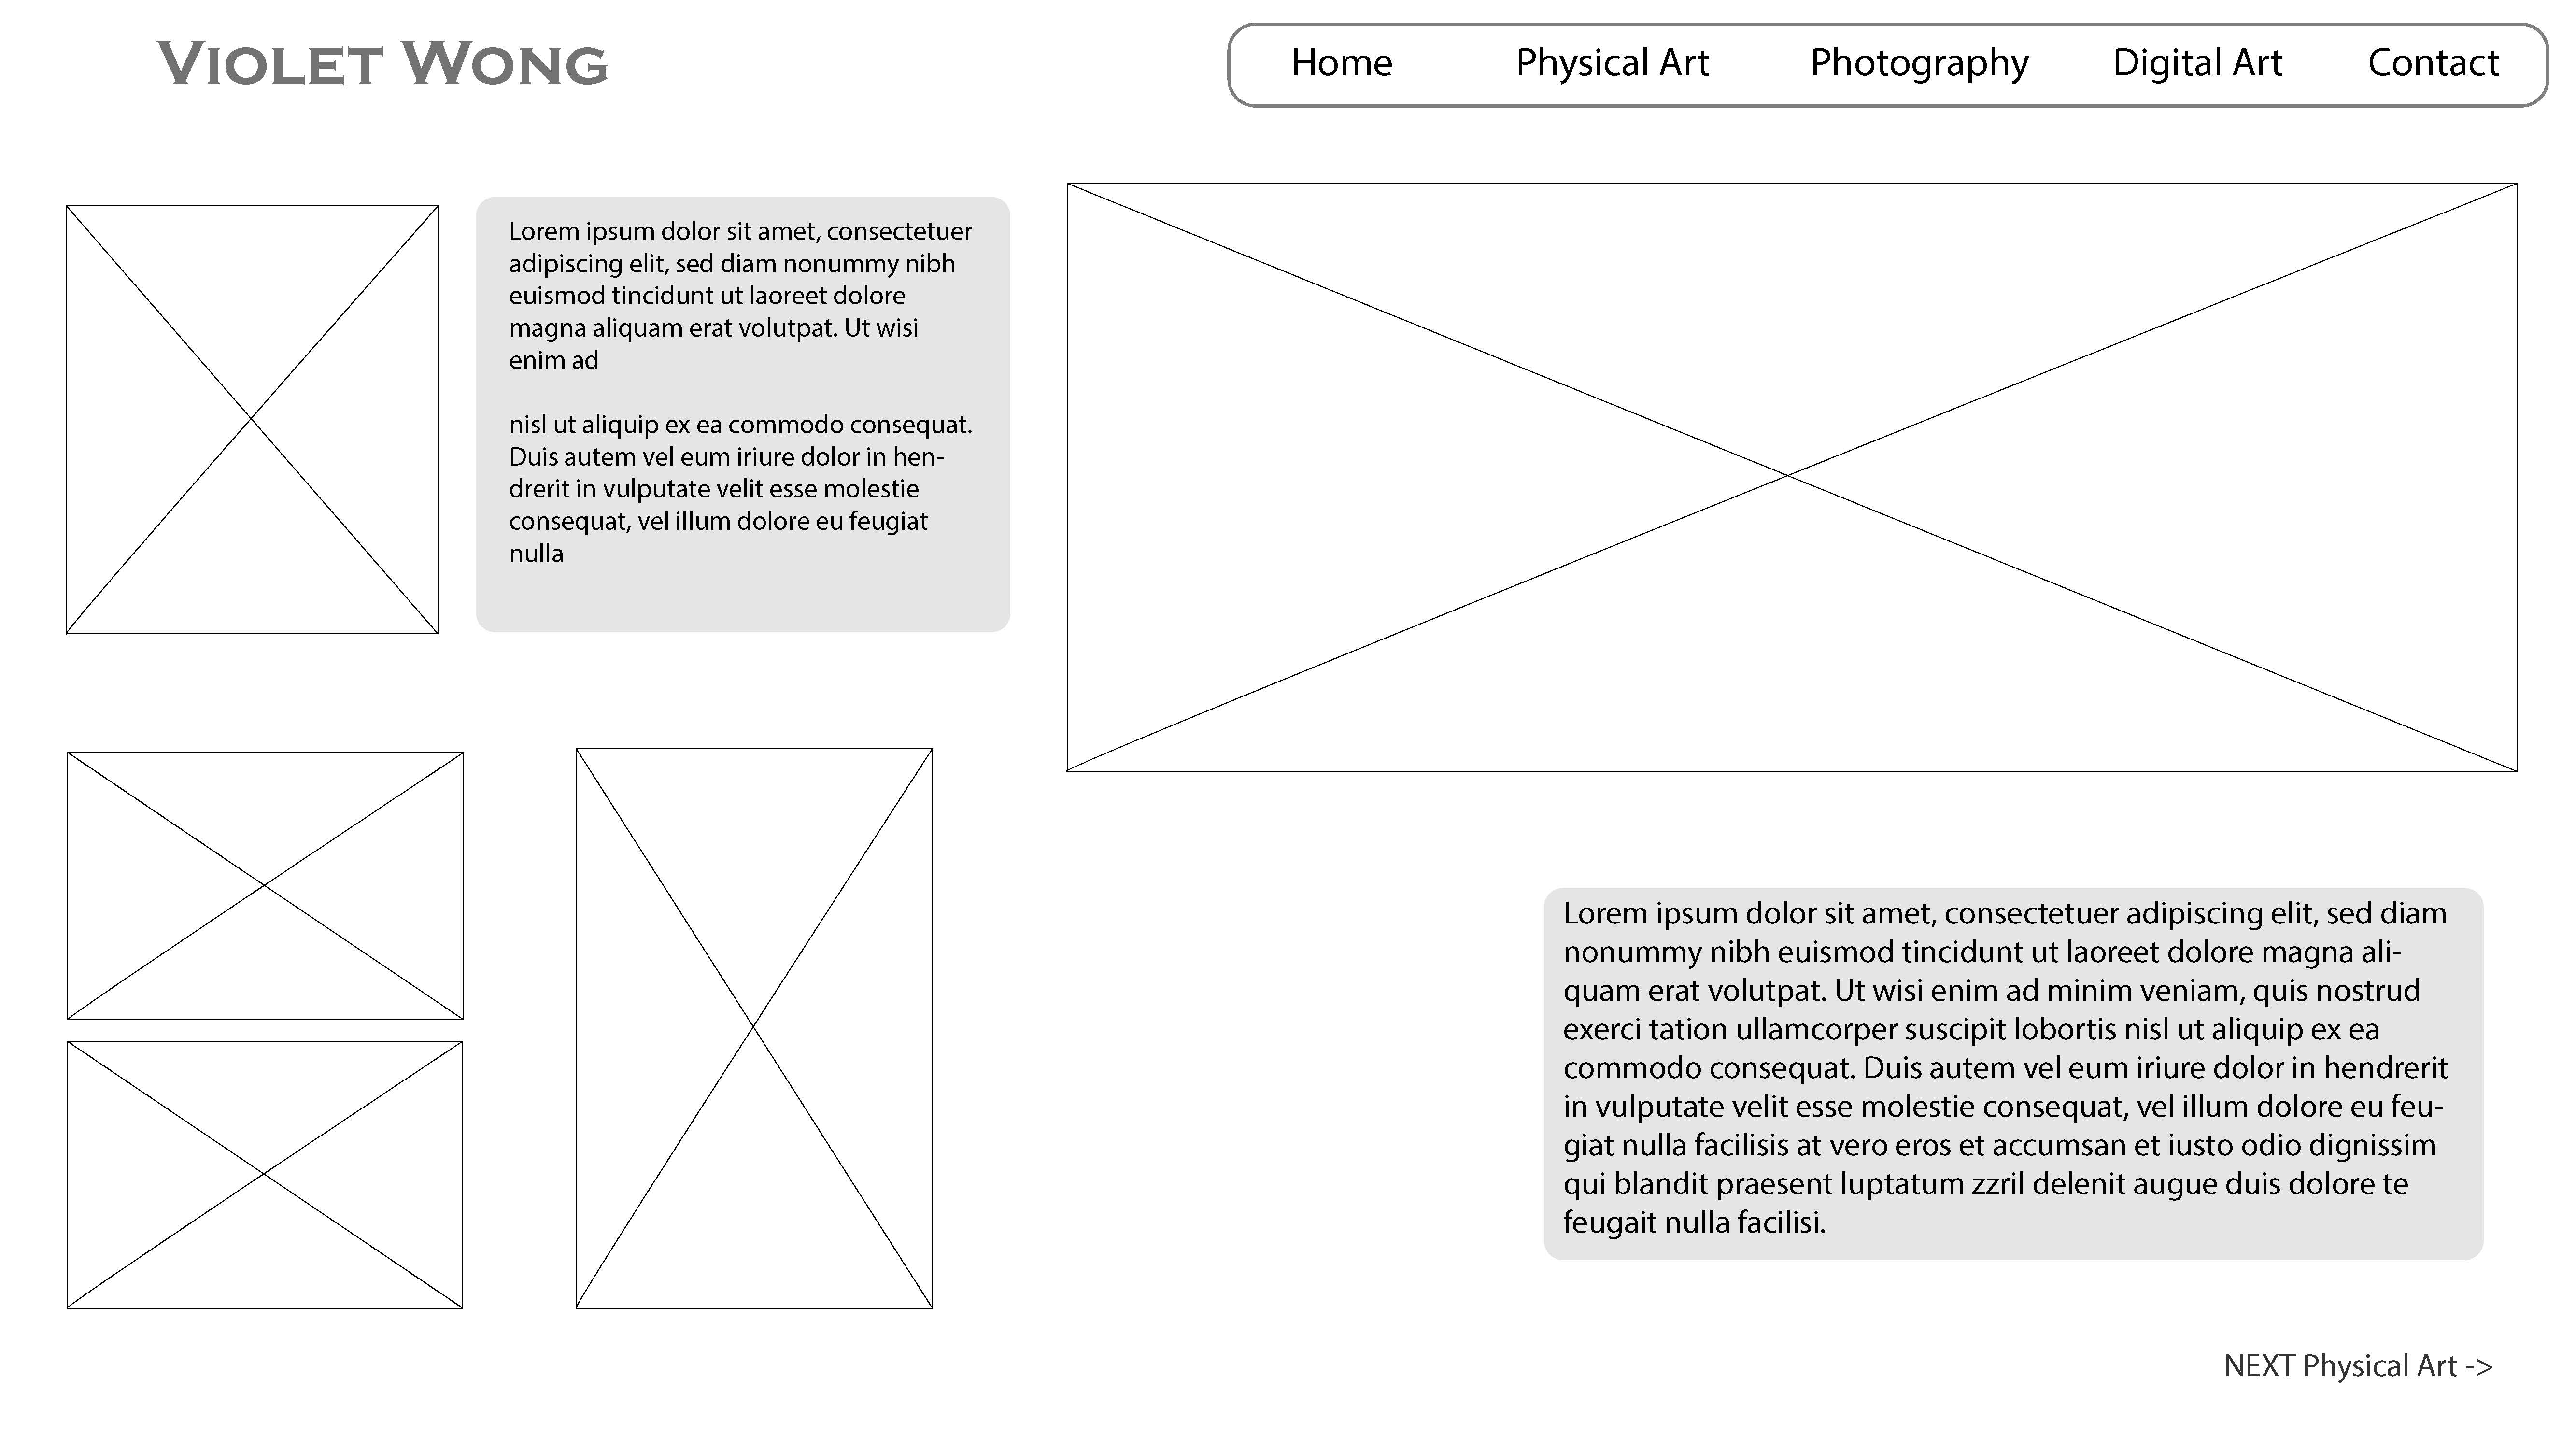 VIOLET WONG
Home Physical Art Photography Digital Art Contact
Lorem ipsum dolor sit amet, consectetuer
adipiscing elit, sed diam nonummy nibh
euismod tincidunt ut laoreet dolore
magna aliquam erat volutpat. Ut wisi
enim ad
nisl ut aliquip ex ea commodo consequat.
Duis autem vel eum iriure dolor in hen-
drerit in vulputate velit esse molestie
consequat, vel illum dolore eu feugiat
nulla
Lorem ipsum dolor sit amet, consectetuer adipiscing elit, sed diam
nonummy nibh euismod tincidunt ut laoreet dolore magna ali-
quam erat volutpat. Ut wisi enim ad minim veniam, quis nostrud
exerci tation ullamcorper suscipit lobortis nisl ut aliquip ex ea
commodo consequat. Duis autem vel eum iriure dolor in hendrerit
in vulputate velit esse molestie consequat, vel illum dolore eu feu-
giat nulla facilisis at vero eros et accumsan et iusto odio dignissim
qui blandit praesent luptatum zzril delenit augue duis dolore te
feugait nulla facilisi.
NEXT Physical Art ->